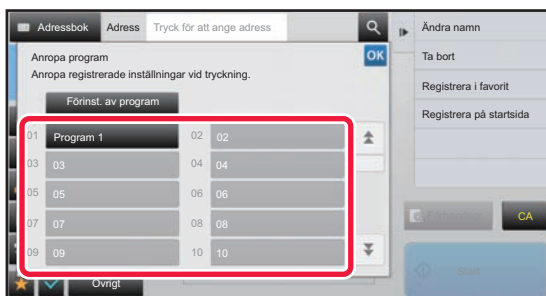 Adressbok Adress Tryck för att ange adress
Anropa program OK
Anropa registrerade inställningar vid tryckning.
Förinst. av program
01 Program 1 02 02
03 03 04 04
05 05 06 06
07 07 08 08
09 09 10 10
Övrigt
Ändra namn
Ta bort
Registrera i favorit
Registrera på startsida
CA